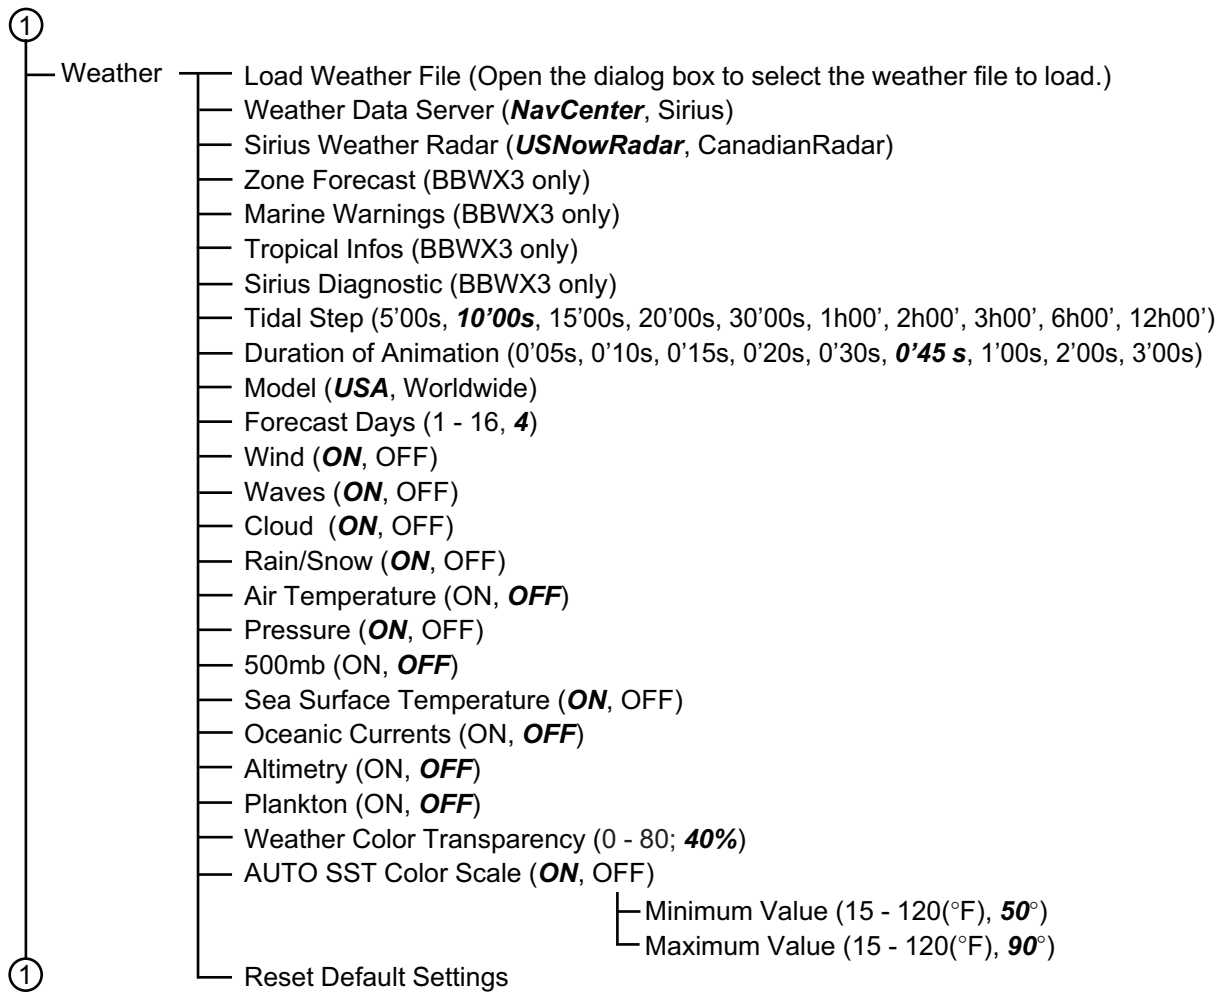 1
Weather
Load Weather File (Open the dialog box to select the weather file to load.)
Weather Data Server (NavCenter, Sirius)
Sirius Weather Radar (USNowRadar, CanadianRadar)
Zone Forecast (BBWX3 only)
Marine Warnings (BBWX3 only)
Tropical Infos (BBWX3 only)
Sirius Diagnostic (BBWX3 only)
Tidal Step (5’00s, 10’00s, 15’00s, 20’00s, 30’00s, 1h00’, 2h00’, 3h00’, 6h00’, 12h00’)
Duration of Animation (0’05s, 0’10s, 0’15s, 0’20s, 0’30s, 0’45 s, 1’00s, 2’00s, 3’00s)
Model (USA, Worldwide)
Forecast Days (1 - 16, 4)
Wind (ON, OFF)
Waves (ON, OFF)
Cloud  (ON, OFF)
Rain/Snow (ON, OFF)
Air Temperature (ON, OFF)
Pressure (ON, OFF)
500mb (ON, OFF)
Sea Surface Temperature (ON, OFF)
Oceanic Currents (ON, OFF)
Altimetry (ON, OFF)
Plankton (ON, OFF)
Weather Color Transparency (0 - 80; 40%)
AUTO SST Color Scale (ON, OFF)
Minimum Value (15 - 120(°F), 50°)
Maximum Value (15 - 120(°F), 90°)
Reset Default Settings
1